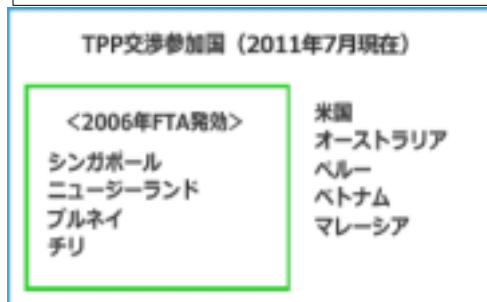 TPP交渉参加国（2011年7月現在）
＜2006年FTA発効＞
シンガポール
ニュージーランド
ブルネイ
チリ
米国
オーストラリア
ペルー
ベトナム
マレーシア